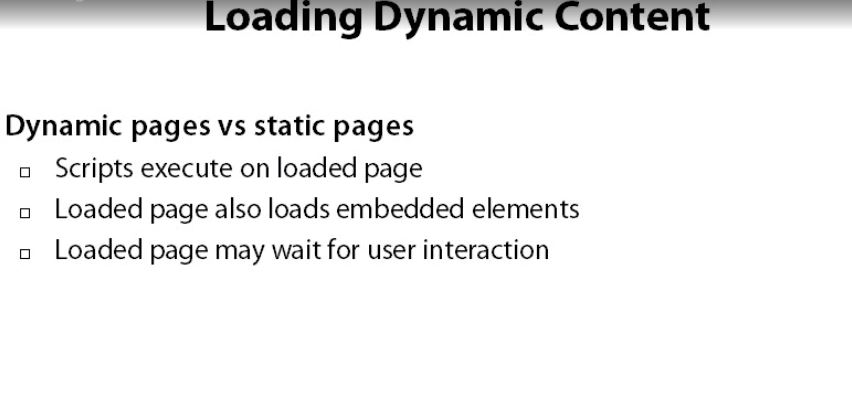 Loading Dynamic Content
Dynamic pages vs static pages
Scripts execute on loaded page
Loaded page also loads embedded elements
Loaded page may wait for user interaction